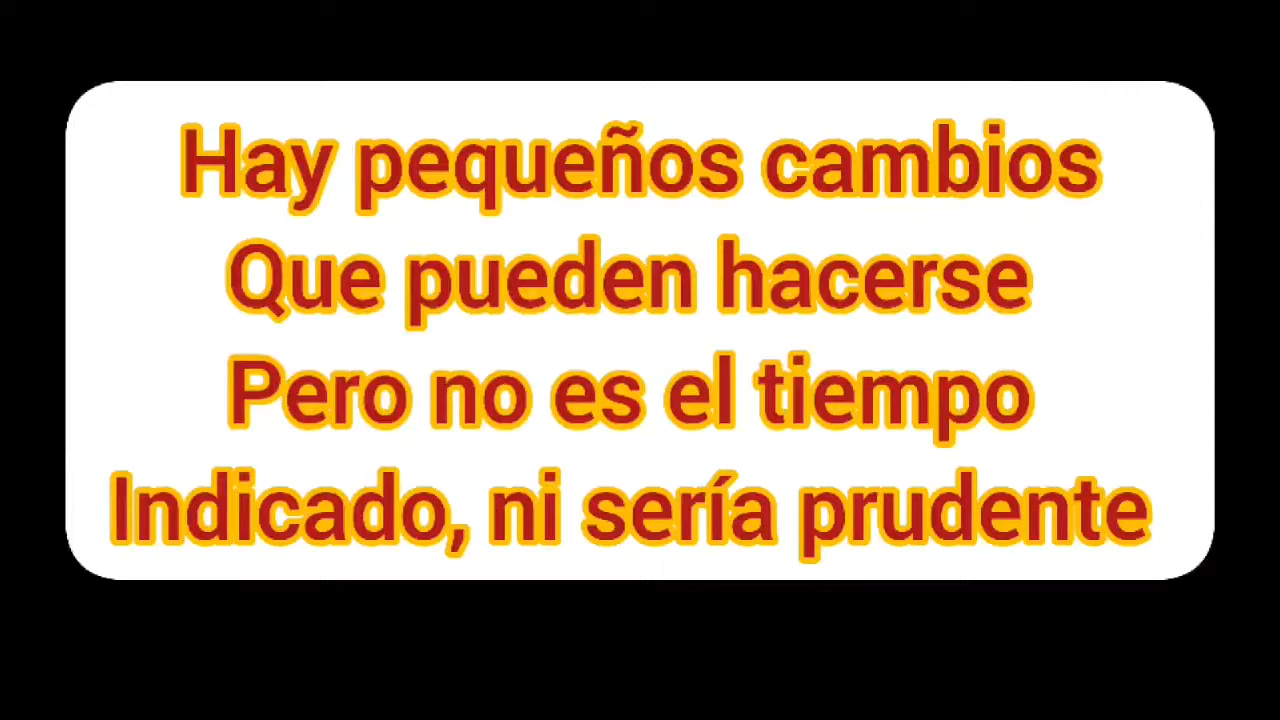 Hay pequeños cambios
Que pueden hacerse
Pero no es el tiempo
Indicado, ni sería prudente